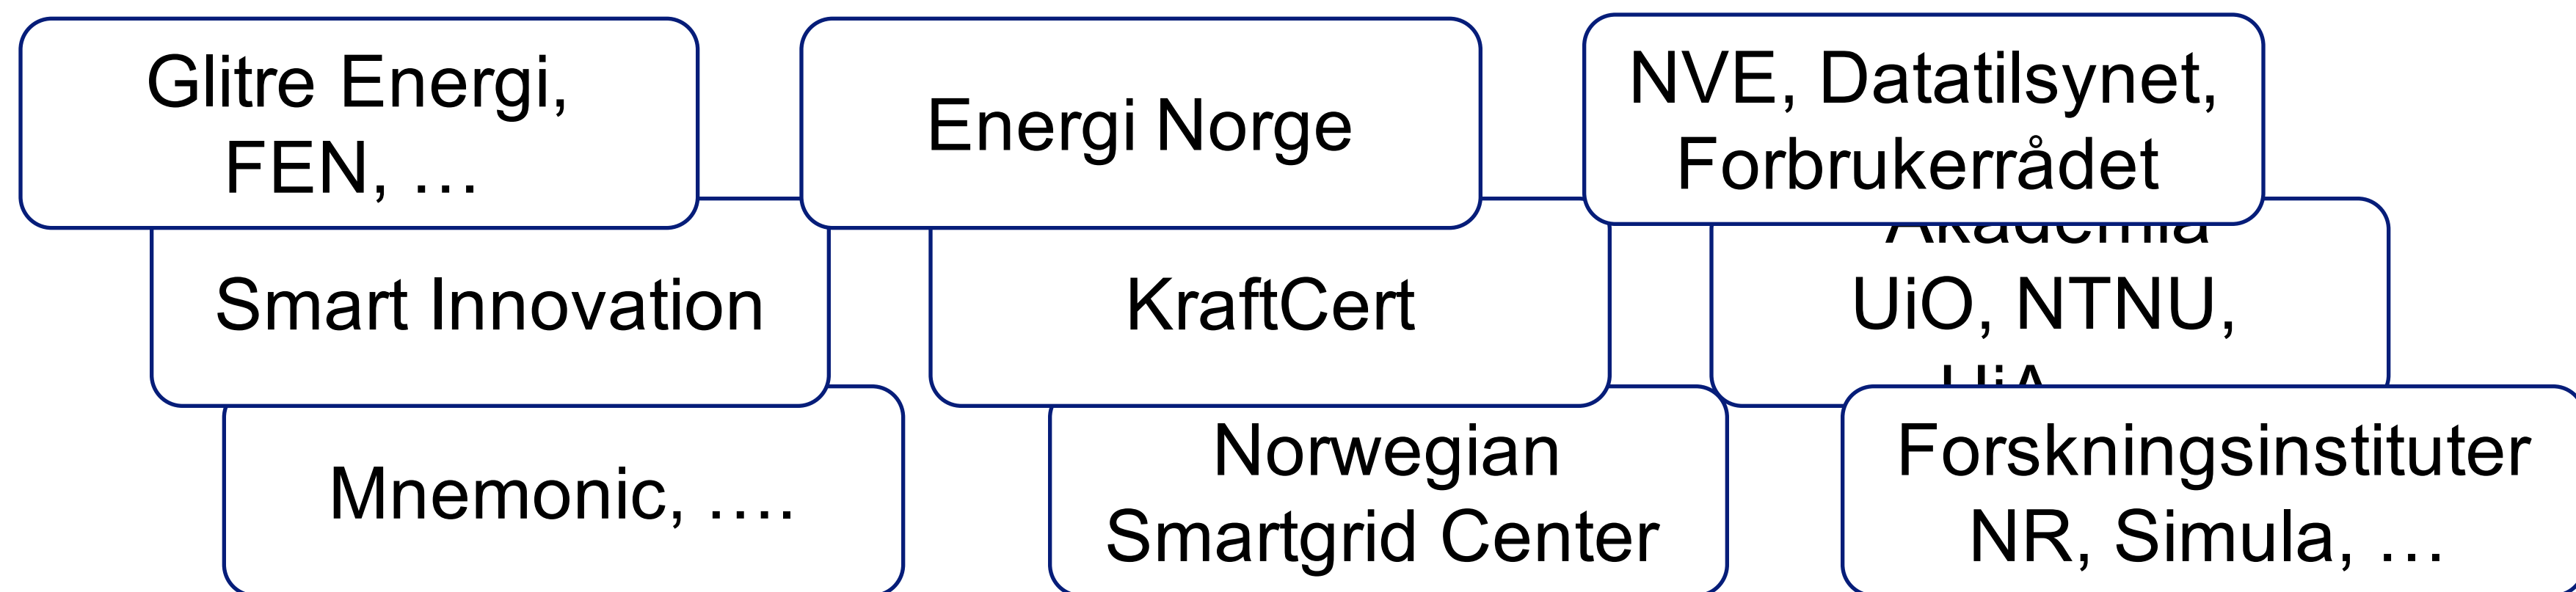 Glitre Energi,
FEN, …
Energi Norge
NVE, Datatilsynet,
Forbrukerrådet
Smart Innovation
KraftCert
Akademia
UiO, NTNU,
Mnemonic, ….
Norwegian
Smartgrid Center
Forskningsinstituter
NR, Simula, …